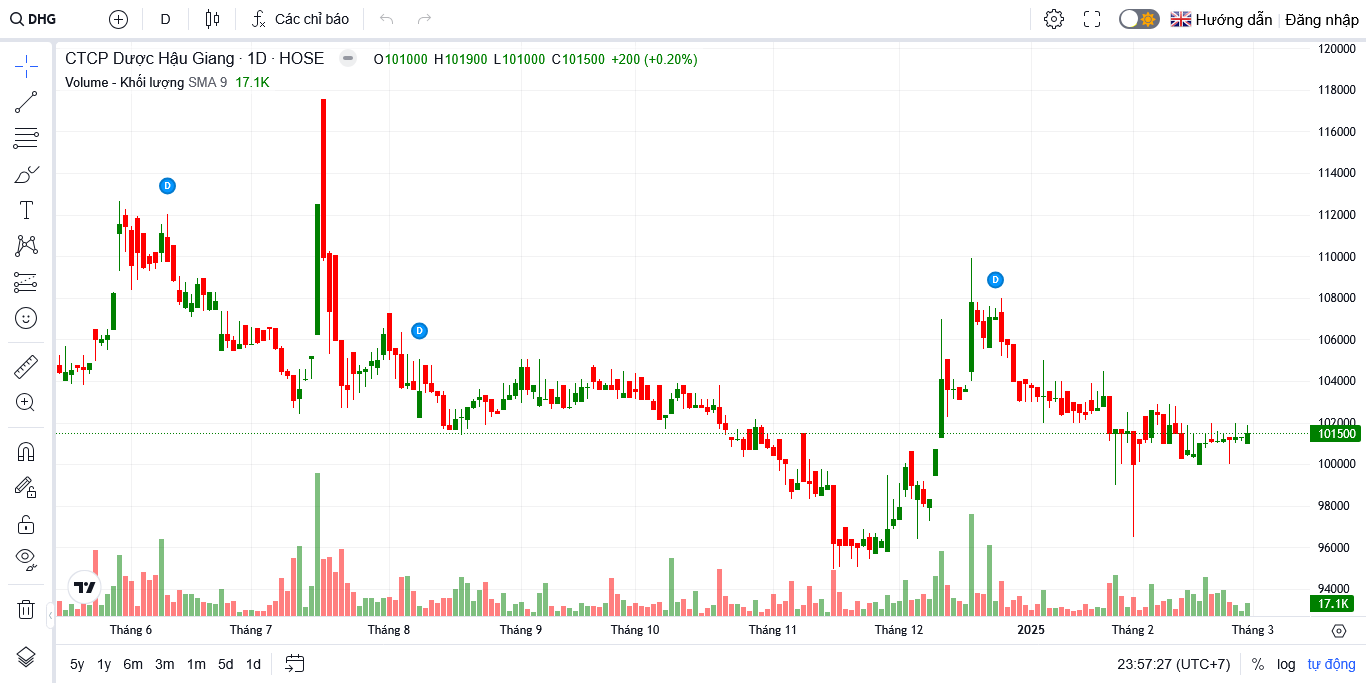 DHG D Các chỉ báo Hướng dẫn Đăng nhập
CTCP Dược Hậu Giang · 1D · HOSE O101000 H101900 L101000 C101500 +200 (+0.20%)
Volume - Khối lượng SMA 9 17.1K
120000
118000
116000
114000
D
112000
110000
D
108000
D
106000
104000
102000
101500
100000
98000
96000
94000
17.1K
Tháng 6 Tháng 7 Tháng 8 Tháng 9 Tháng 10 Tháng 11 Tháng 12 2025 Tháng 2 Tháng 3
5y 1y 6m 3m 1m 5d 1d 23:57:27 (UTC+7) % log tự động